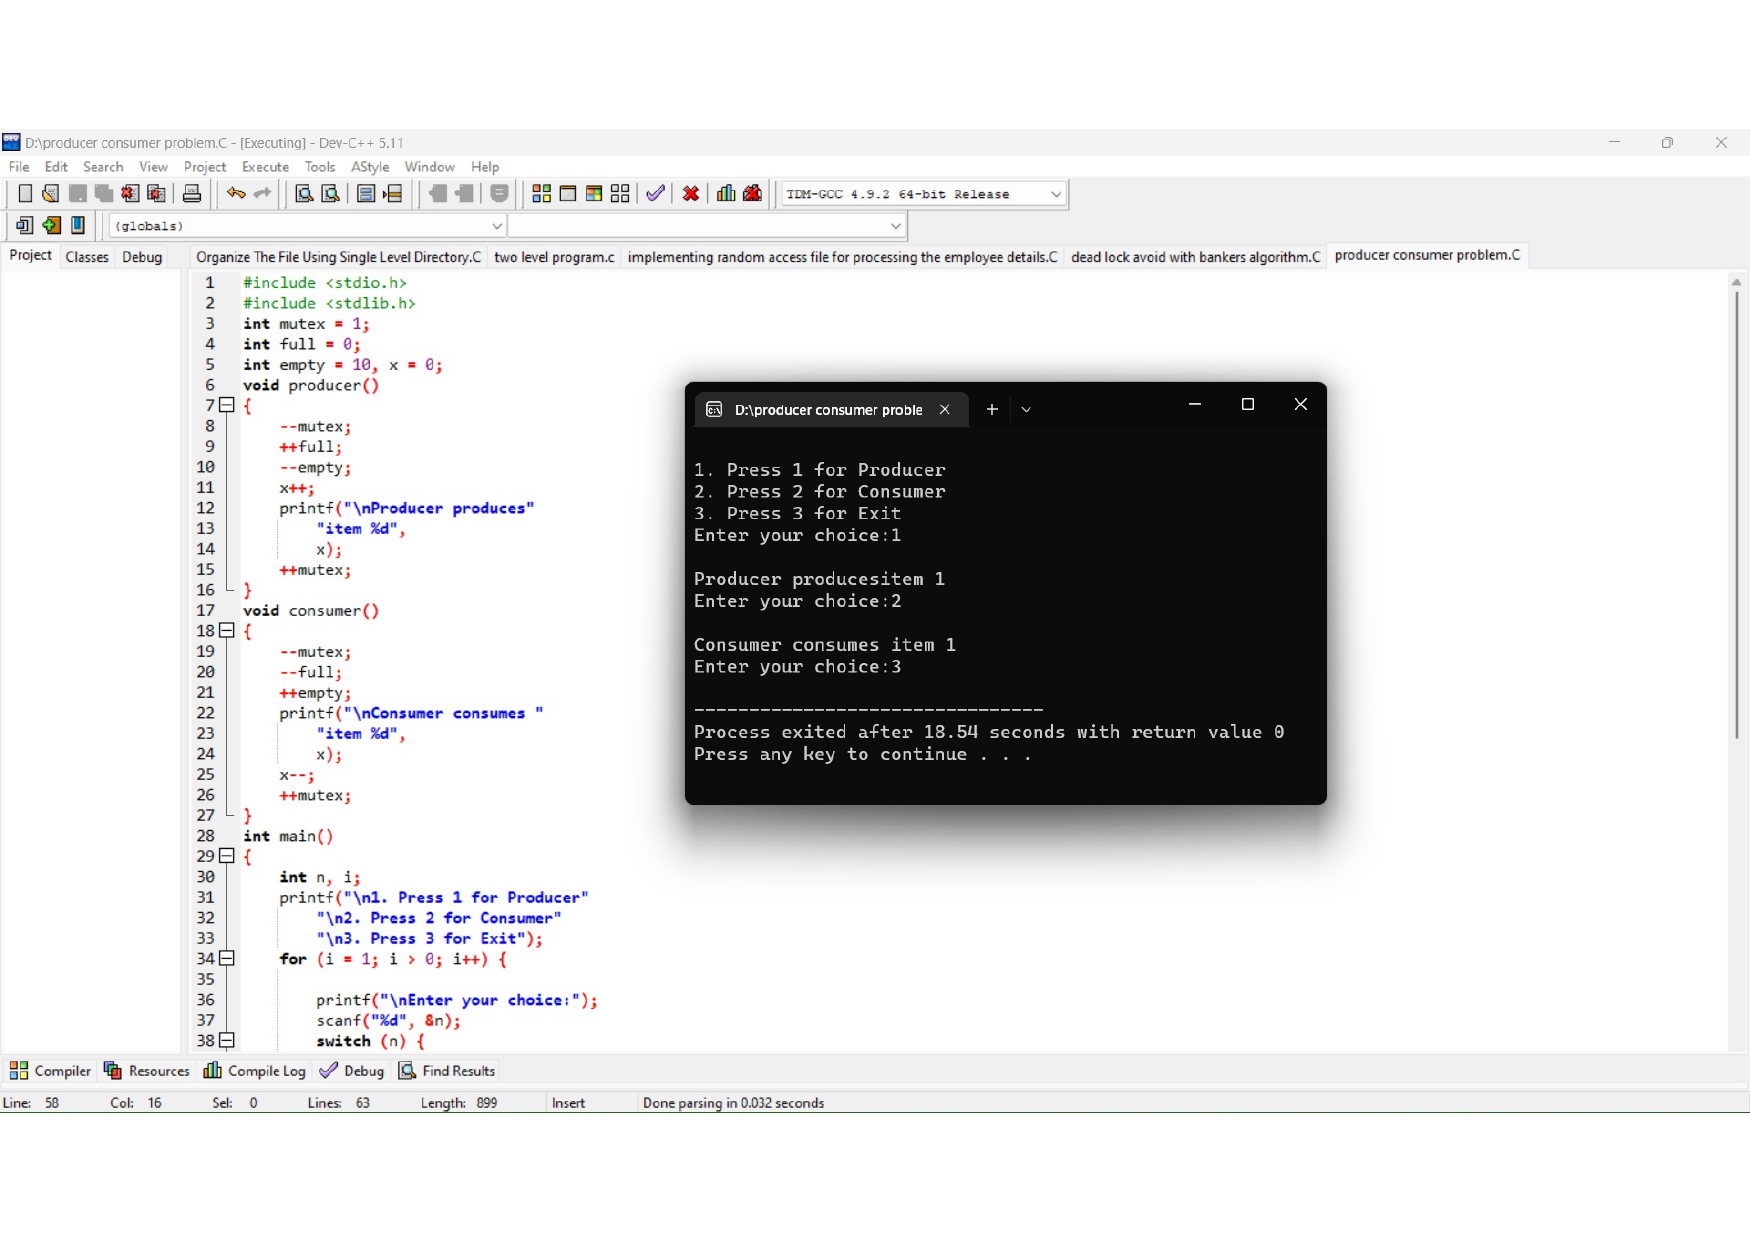 D:\producer consumer problem.C - [Executing] - Dev-C++ 5.11
File Edit Search View Project Execute Tools AStyle Window Help
TDM-GCC 4.9.2 64-bit Release
(globals)
Project Classes Debug
Organize The File Using Single Level Directory.C two level program.c implementing random access file for processing the employee details.C dead lock avoid with bankers algorithm.C producer consumer problem.C
1 #include <stdio.h>
2 #include <stdlib.h>
3 int mutex = 1;
4 int full = 0;
5 int empty = 10, x = 0;
6 void producer()
7 {
8 --mutex;
9 ++full;
10 --empty;
11 x++;
12 printf("\nProducer produces"
13 "item %d",
14 x);
15 ++mutex;
16 }
17 void consumer()
18 {
19 --mutex;
20 --full;
21 ++empty;
22 printf("\nConsumer consumes "
23 "item %d",
24 x);
25 x--;
26 ++mutex;
27 }
28 int main()
29 {
30 int n, i;
31 printf("\n1. Press 1 for Producer"
32 "\n2. Press 2 for Consumer"
33 "\n3. Press 3 for Exit");
34 for (i = 1; i > 0; i++) {
35
36 printf("\nEnter your choice:");
37 scanf("%d", &n);
38 switch (n) {
D:\producer consumer proble
1. Press 1 for Producer
2. Press 2 for Consumer
3. Press 3 for Exit
Enter your choice:1
Producer producesitem 1
Enter your choice:2
Consumer consumes item 1
Enter your choice:3
--------------------------------
Process exited after 18.54 seconds with return value 0
Press any key to continue . . .
Compiler Resources Compile Log Debug Find Results
Line: 58 Col: 16 Sel: 0 Lines: 63 Length: 899 Insert Done parsing in 0.032 seconds